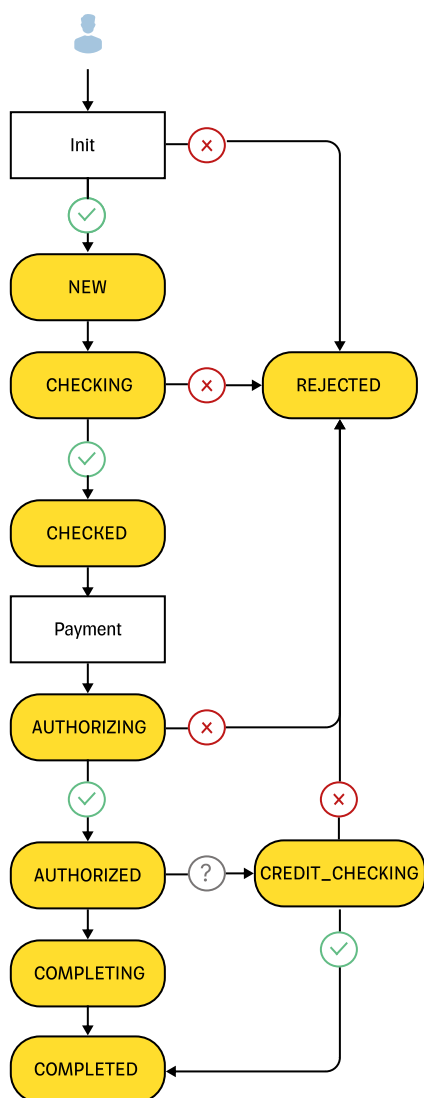 Init
NEW
CHECKING
REJECTED
CHECKED
Payment
AUTHORIZING
AUTHORIZED
?
CREDIT_CHECKING
COMPLETING
COMPLETED